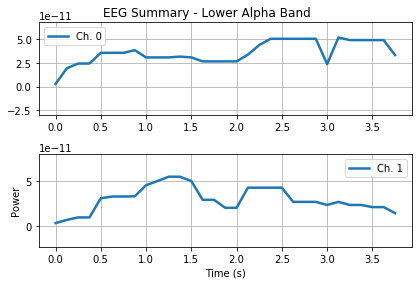 EEG Summary - Lower Alpha Band
1e−11
5.0
2.5
0.0
−2.5
Ch. 0
0.0 0.5 1.0 1.5 2.0 2.5 3.0 3.5
1e−11
5
0
Power
Ch. 1
0.0 0.5 1.0 1.5 2.0 2.5 3.0 3.5
Time (s)